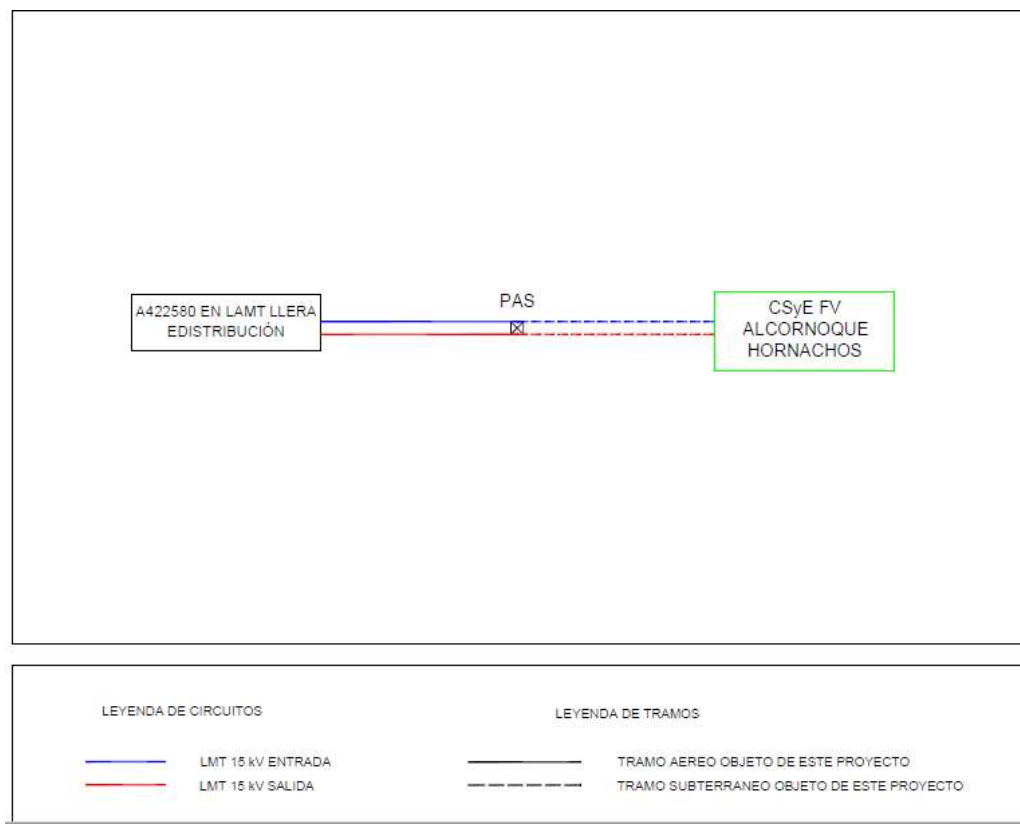 A422580 EN LAMT LLERA
EDISTRIBUCIÓN
PAS
CSyE FV
ALCORNOQUE
HORNACHOS
LEYENDA DE CIRCUITOS
LMT 15 kV ENTRADA
LMT 15 kV SALIDA
LEYENDA DE TRAMOS
TRAMO AEREO OBJETO DE ESTE PROYECTO
TRAMO SUBTERRANEO OBJETO DE ESTE PROYECTO